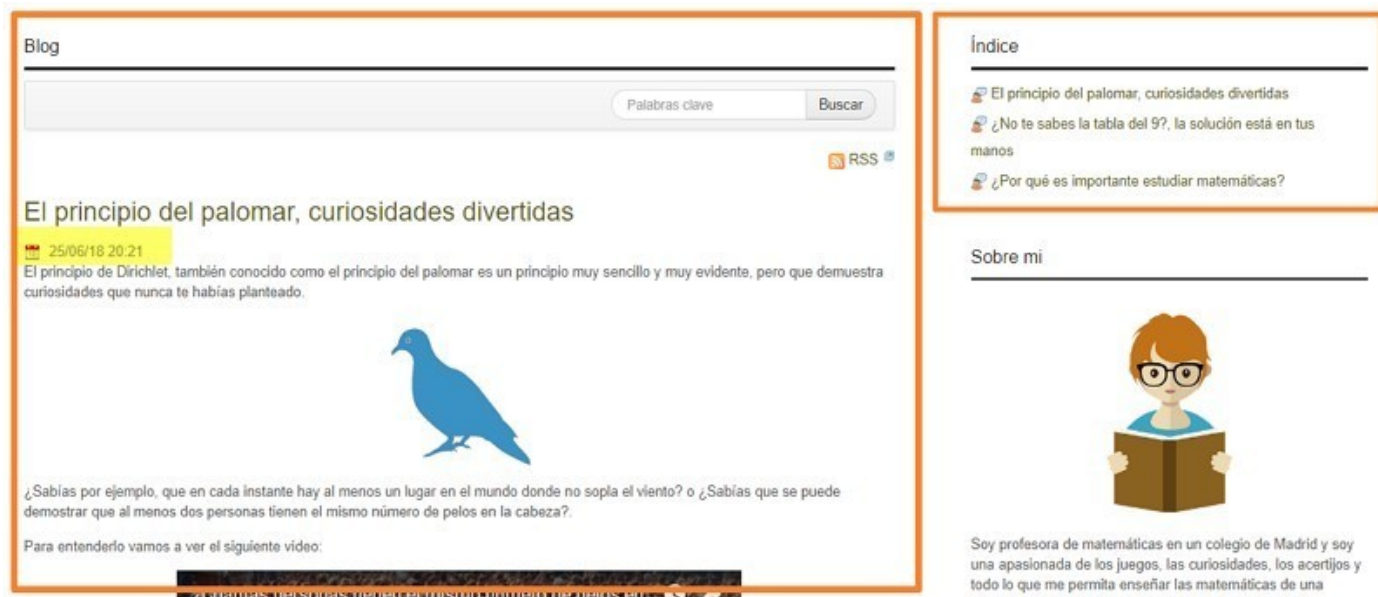 Blog
Palabras clave
Buscar
RSS
El principio del palomar, curiosidades divertidas
25/06/18 20:21
El principio de Dirichlet, también conocido como el principio del palomar es un principio muy sencillo y muy evidente, pero que demuestra
curiosidades que nunca te habías planteado.
¿Sabías por ejemplo, que en cada instante hay al menos un lugar en el mundo donde no sopla el viento? o ¿Sabías que se puede
demostrar que al menos dos personas tienen el mismo número de pelos en la cabeza?.
Para entenderlo vamos a ver el siguiente video:
Índice
El principio del palomar, curiosidades divertidas
¿No te sabes la tabla del 9?, la solución está en tus
manos
¿Por qué es importante estudiar matemáticas?
Sobre mi
Soy profesora de matemáticas en un colegio de Madrid y soy
una apasionada de los juegos, las curiosidades, los acertijos y
todo lo que me permita enseñar las matemáticas de una